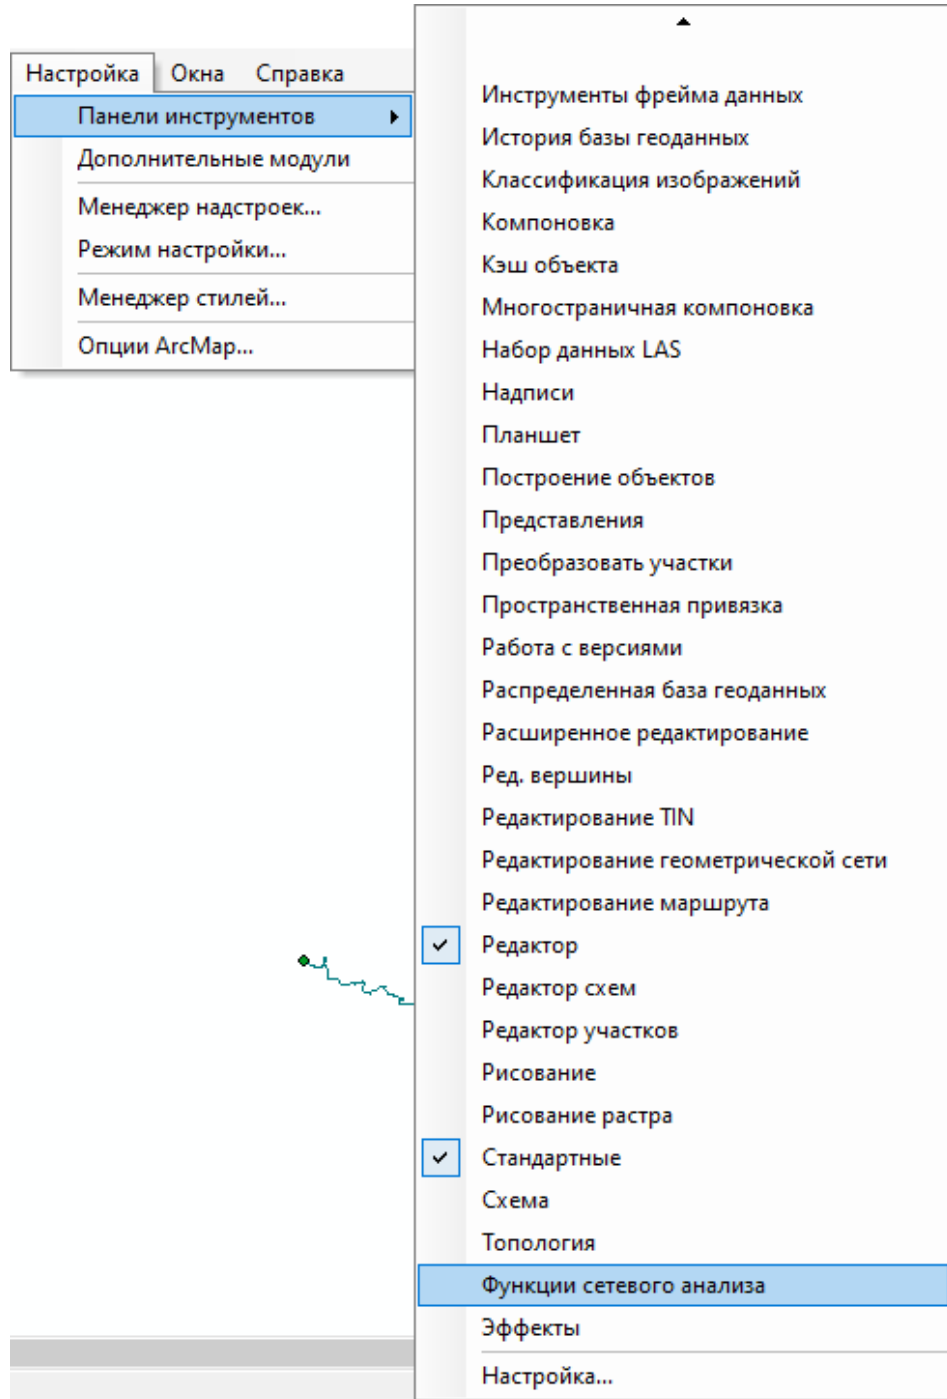 Настройка Окна Справка
Панели инструментов
Дополнительные модули
Менеджер надстроек...
Режим настройки...
Менеджер стилей...
Опции ArcMap...
Инструменты фрейма данных
История базы геоданных
Классификация изображений
Компоновка
Кэш объекта
Многостраничная компоновка
Набор данных LAS
Надписи
Планшет
Построение объектов
Представления
Преобразовать участки
Пространственная привязка
Работа с версиями
Распределенная база геоданных
Расширенное редактирование
Ред. вершины
Редактирование TIN
Редактирование геометрической сети
Редактирование маршрута
Редактор
Редактор схем
Редактор участков
Рисование
Рисование растра
Стандартные
Схема
Топология
Функции сетевого анализа
Эффекты
Настройка...